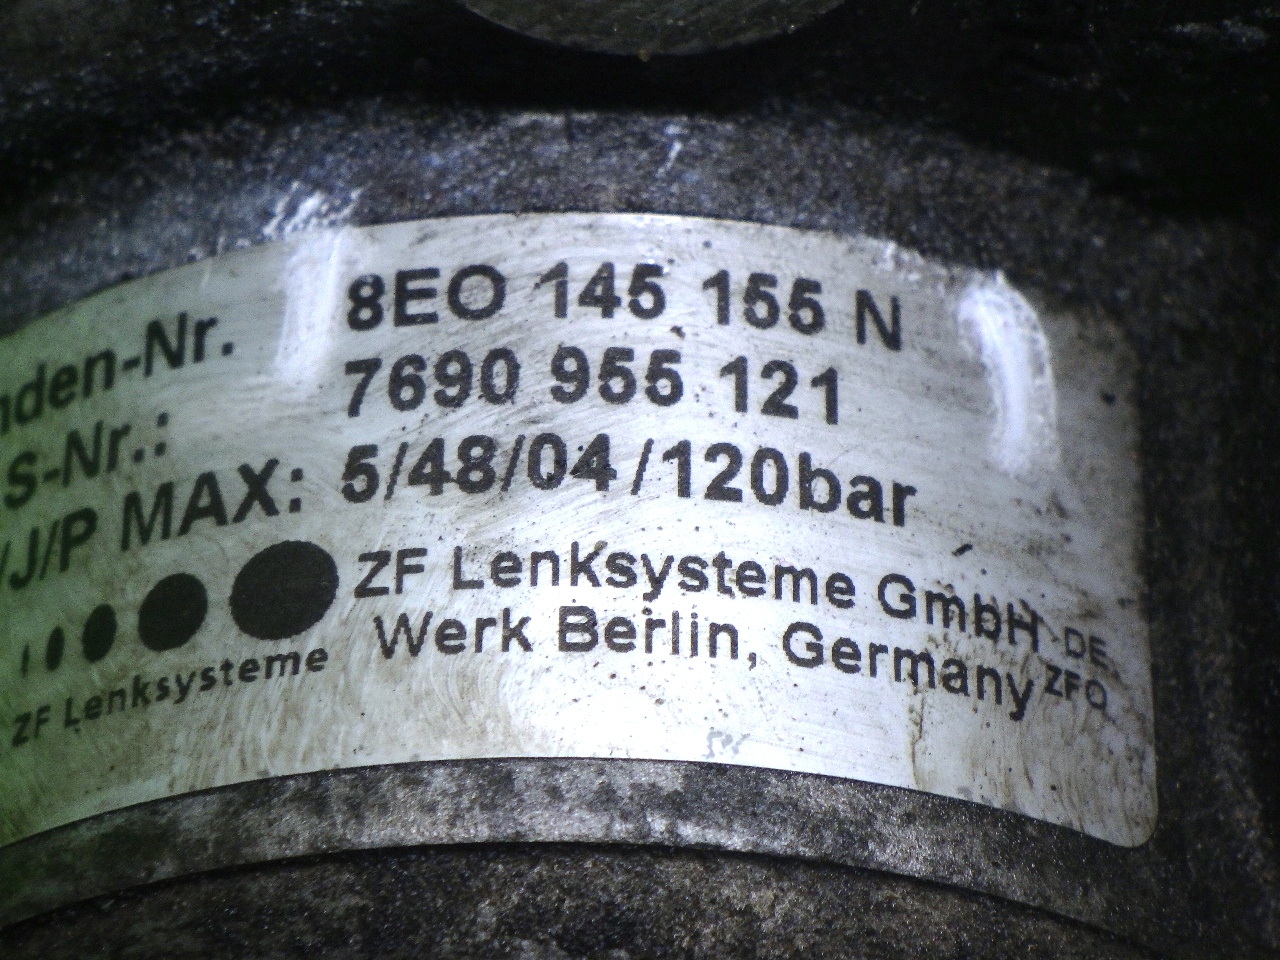 nden-Nr. 8EO 145 155 N
S-Nr.: 7690 955 121
/J/P MAX: 5/48/04/120bar
ZF Lenksysteme GmbH DE
Werk Berlin, Germany ZFO
ZF Lenksysteme